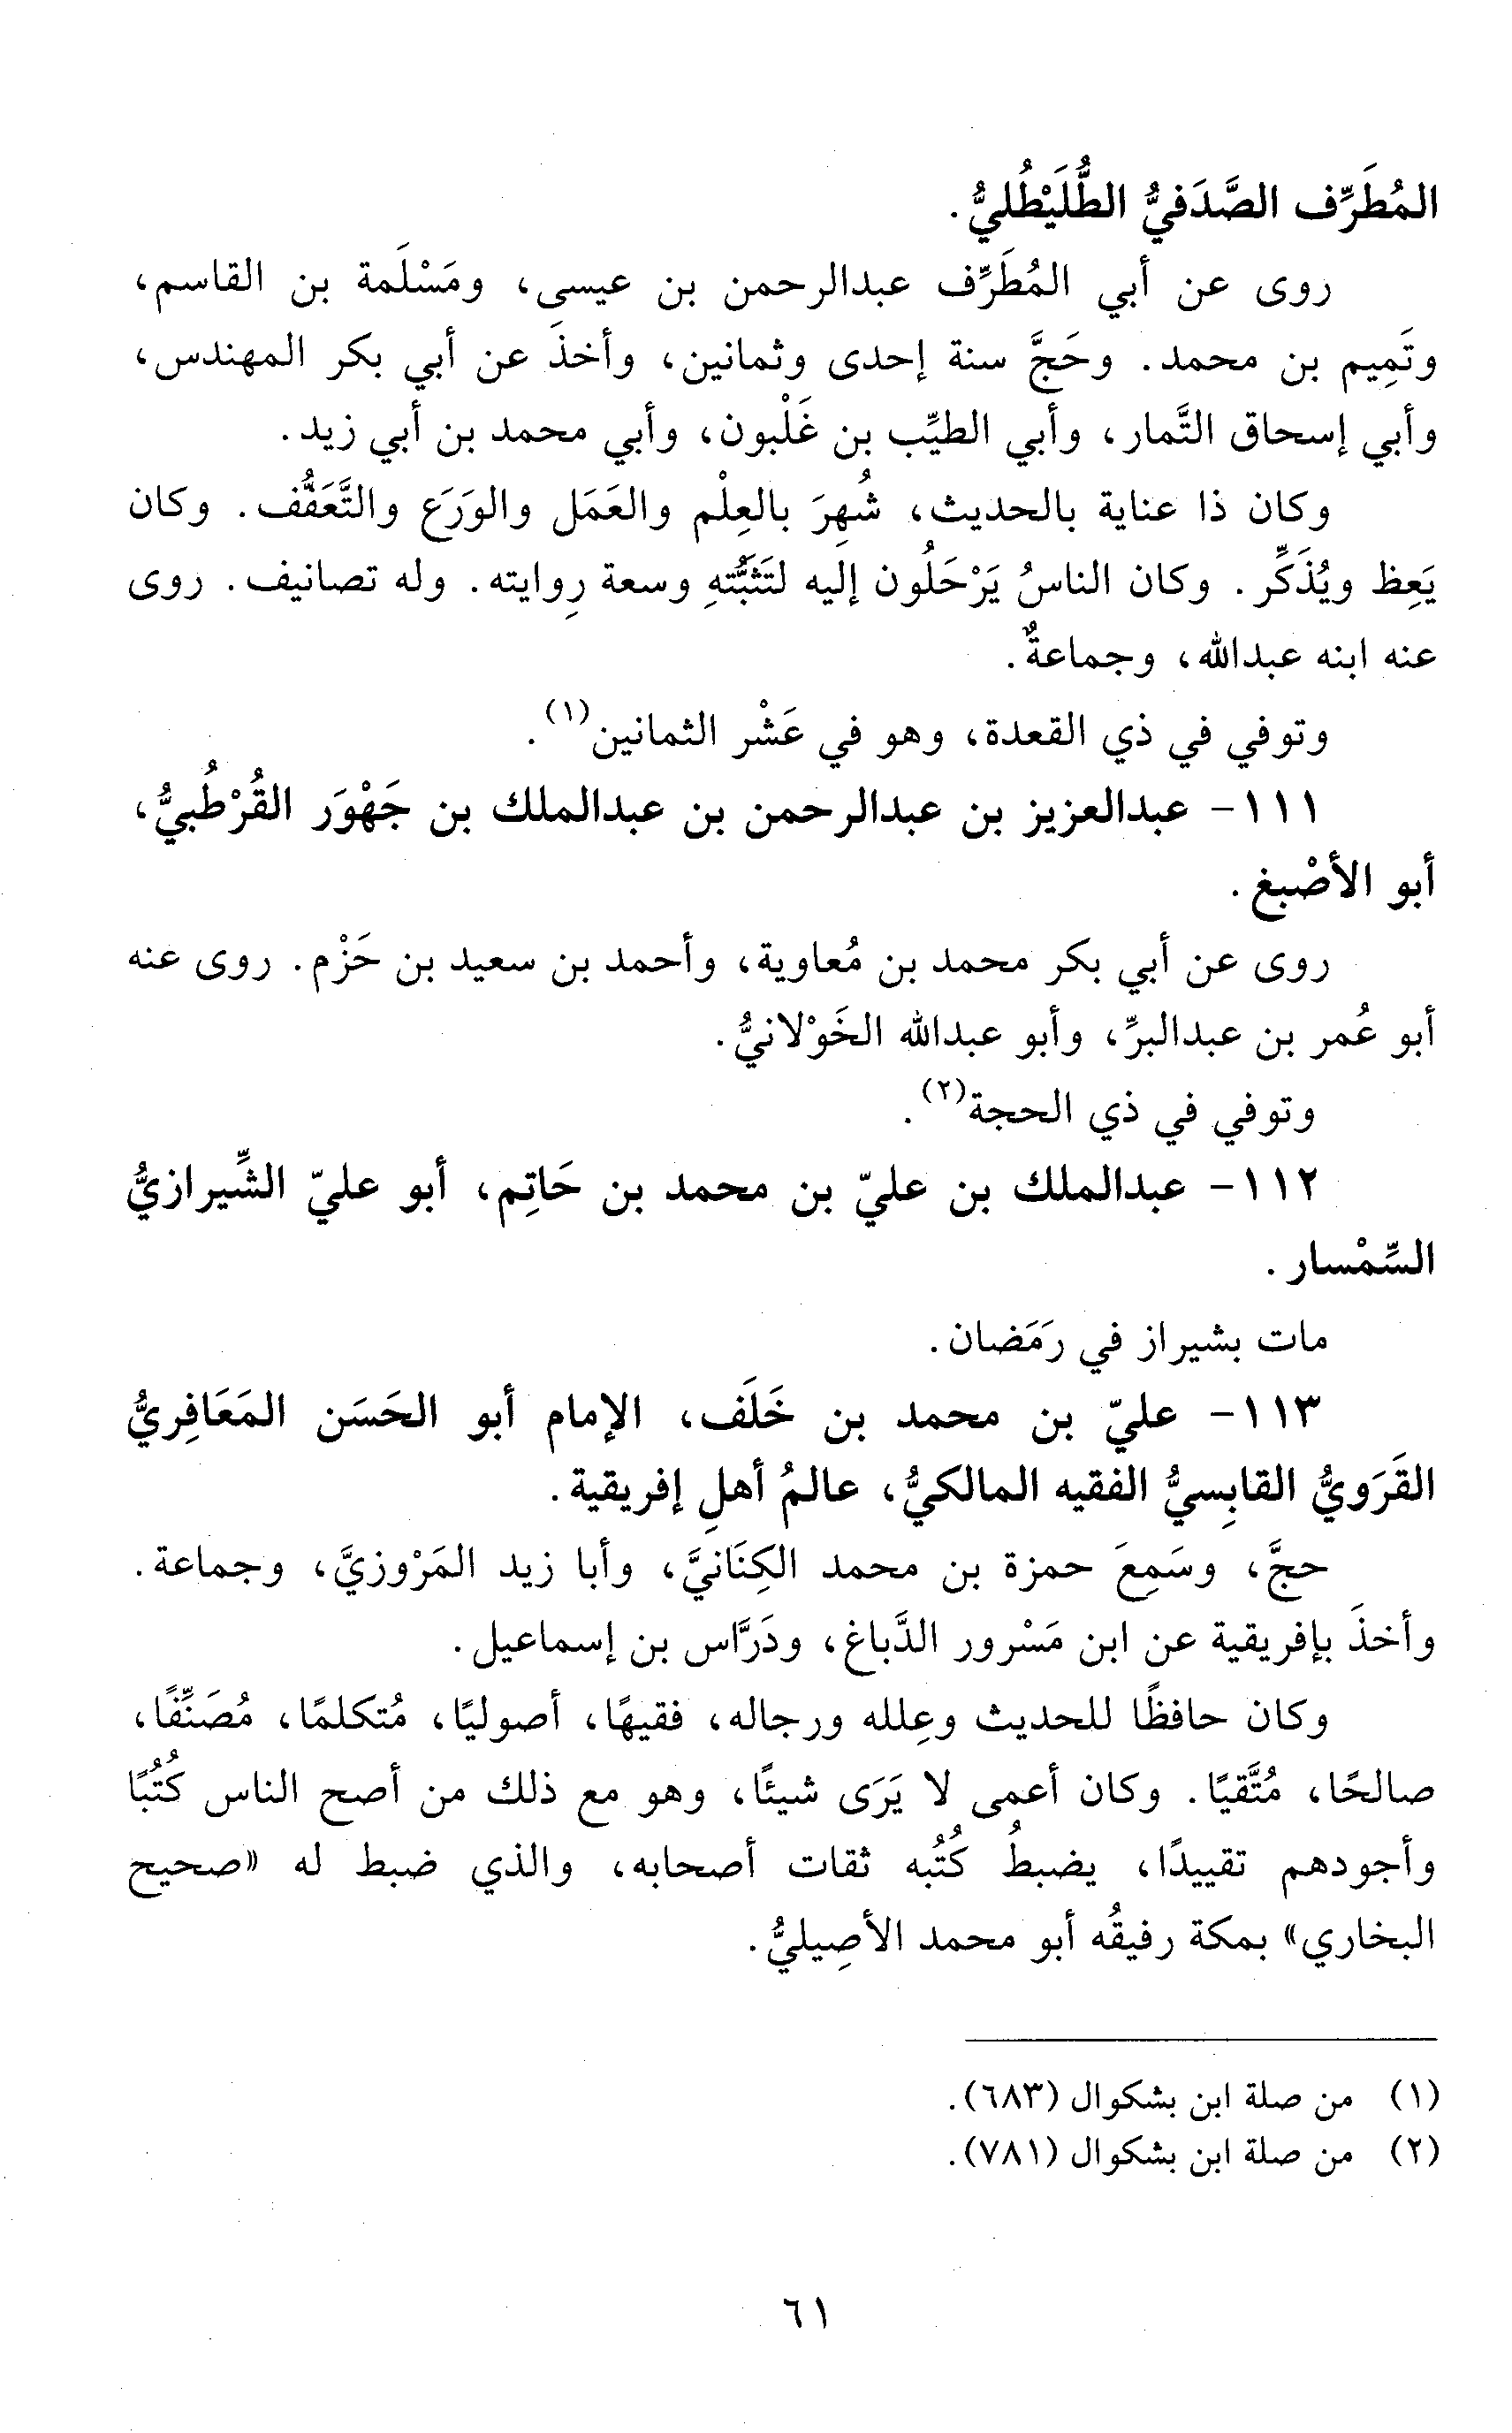 المُطَرِّف الصَّدَفيُّ الطُّلَيْطُليُّ.
روى عن أبي المُطَرِّف عبدالرحمن بن عيسى، ومَسْلَمة بن القاسم،
وتَمِيم بن محمد. وحَجَّ سنة إحدى وثمانين، وأخذَ عن أبي بكر المهندس،
وأبي إسحاق التَّمار، وأبي الطيِّب بن غَلْبون، وأبي محمد بن أبي زيد.
وكان ذا عناية بالحديث، شُهِرَ بالعِلْم والعَمَل والوَرَع والتَّعَفُّف. وكان
يَعِظ ويُذَكِّر. وكان الناسُ يَرْحَلُون إليه لتَثَبُّتهِ وسعة رِوايته. وله تصانيف. روى
عنه ابنه عبدالله، وجماعةٌ.
وتوفي في ذي القعدة، وهو في عَشْر الثمانين(١).
١١١- عبدالعزيز بن عبدالرحمن بن عبدالملك بن جَهْوَر القُرْطُبيُّ،
أبو الأصْبغ.
روى عن أبي بكر محمد بن مُعاوية، وأحمد بن سعيد بن حَزْم. روى عنه
أبو عُمر بن عبدالبرِّ، وأبو عبدالله الخَوْلانيُّ.
وتوفي في ذي الحجة(٢).
١١٢- عبدالملك بن عليّ بن محمد بن حَاتِم، أبو عليّ الشِّيرازيُّ
السِّمْسار.
مات بشيراز في رَمَضان.
١١٣- عليّ بن محمد بن خَلَف، الإمام أبو الحَسَن المَعَافِريُّ
القَرَويُّ القابِسيُّ الفقيه المالكيُّ، عالمُ أهلِ إفريقية.
حجَّ، وسَمِعَ حمزة بن محمد الكِنَانيَّ، وأبا زيد المَرْوزيَّ، وجماعة.
وأخذَ بإفريقية عن ابن مَسْرور الدَّباغ، ودَرَّاس بن إسماعيل.
وكان حافظًا للحديث وعِلله ورجاله، فقيهًا، أصوليًا، مُتكلمًا، مُصَنِّفًا،
صالحًا، مُتَّقيًا. وكان أعمى لا يَرَى شيئًا، وهو مع ذلك من أصح الناس كُتُبًا
وأجودهم تقييدًا، يضبطُ كُتُبه ثقات أصحابه، والذي ضبط له «صحيح
البخاري» بمكة رفيقُه أبو محمد الأصِيليُّ.
(١) من صلة ابن بشكوال (٦٨٣).
(٢) من صلة ابن بشكوال (٧٨١).
٦١